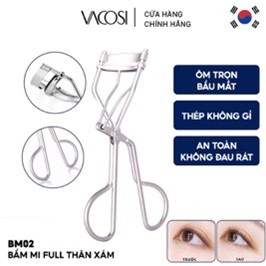 VACOSI
CỬA HÀNG
CHÍNH HÃNG
ÔM TRỌN
BẦU MẮT
THÉP KHÔNG GỈ
AN TOÀN
KHÔNG ĐAU RÁT
BM02
BẤM MI FULL THÂN XÁM
TRƯỚC
SAU